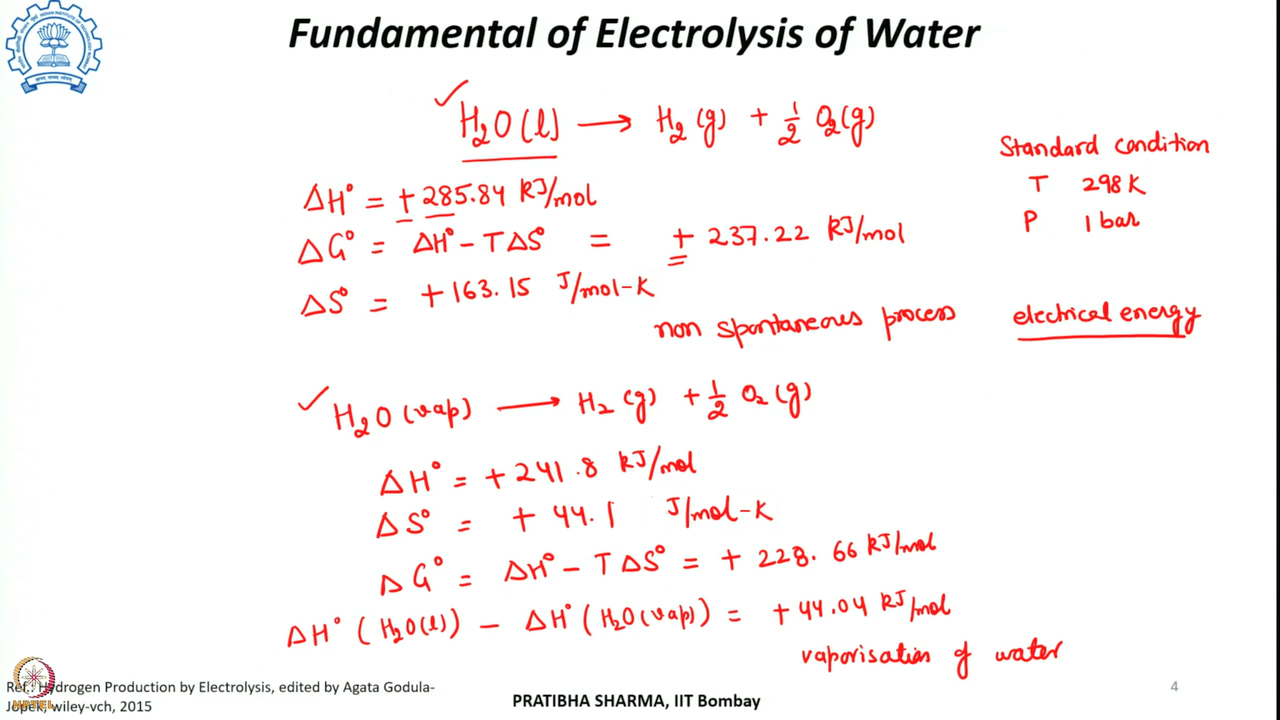 Fundamental of Electrolysis of Water
✓ H₂O(l) → H₂(g) + ½ O₂(g)
Standard condition
T 298 K
P 1 bar
ΔH° = + 285.84 kJ/mol
ΔG° = ΔH° - TΔS° = + 237.22 kJ/mol
ΔS° = + 163.15 J/mol-K
non spontaneous process electrical energy
✓ H₂O(vap) → H₂(g) + ½ O₂(g)
ΔH° = + 241.8 kJ/mol
ΔS° = + 44.1 J/mol-K
ΔG° = ΔH° - TΔS° = + 228.66 kJ/mol
ΔH° (H₂O(l)) - ΔH° (H₂O(vap)) = + 44.04 kJ/mol
vaporisation of water
Ref.: Hydrogen Production by Electrolysis, edited by Agata Godula-
Jopek, wiley-vch, 2015
PRATIBHA SHARMA, IIT Bombay
4
NPTEL